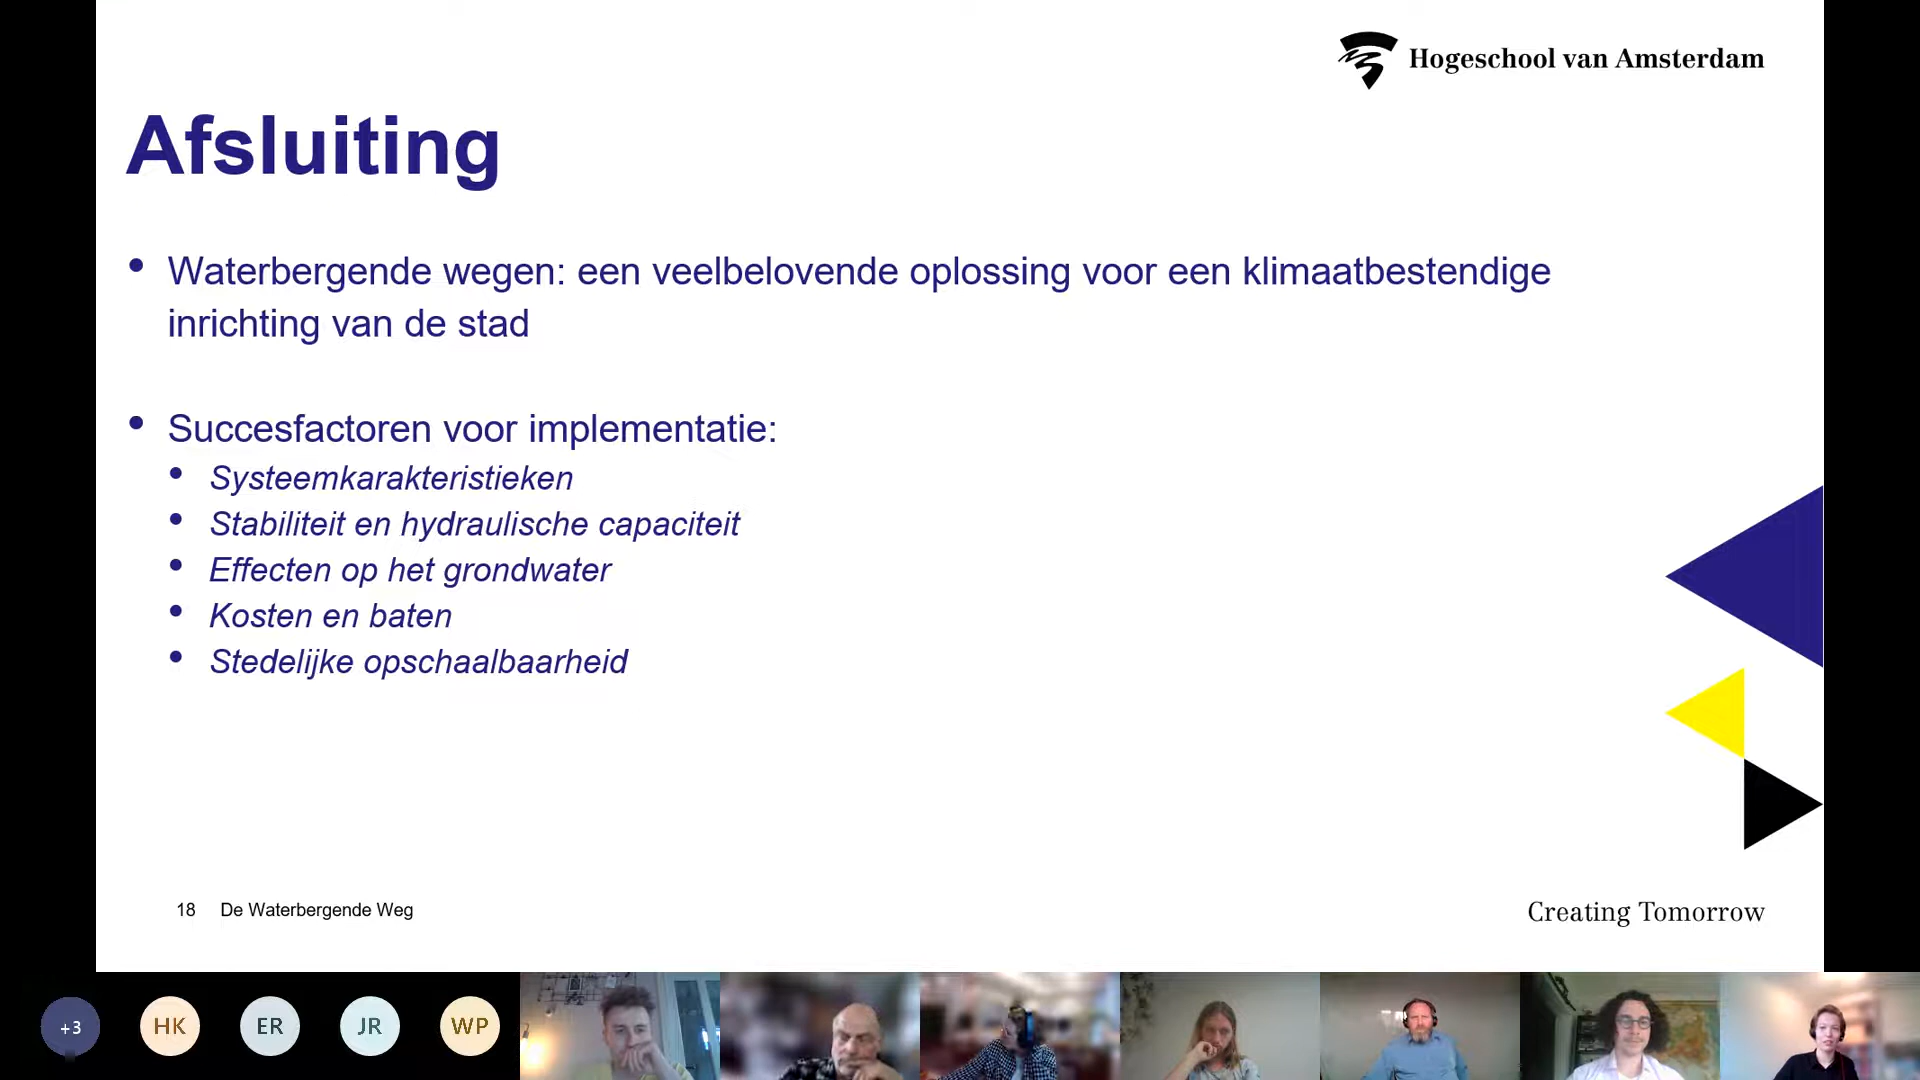 Hogeschool van Amsterdam
Afsluiting
• Waterbergende wegen: een veelbelovende oplossing voor een klimaatbestendige
inrichting van de stad
• Succesfactoren voor implementatie:
• Systeemkarakteristieken
• Stabiliteit en hydraulische capaciteit
• Effecten op het grondwater
• Kosten en baten
• Stedelijke opschaalbaarheid
18 De Waterbergende Weg
Creating Tomorrow
+3 HK ER JR WP